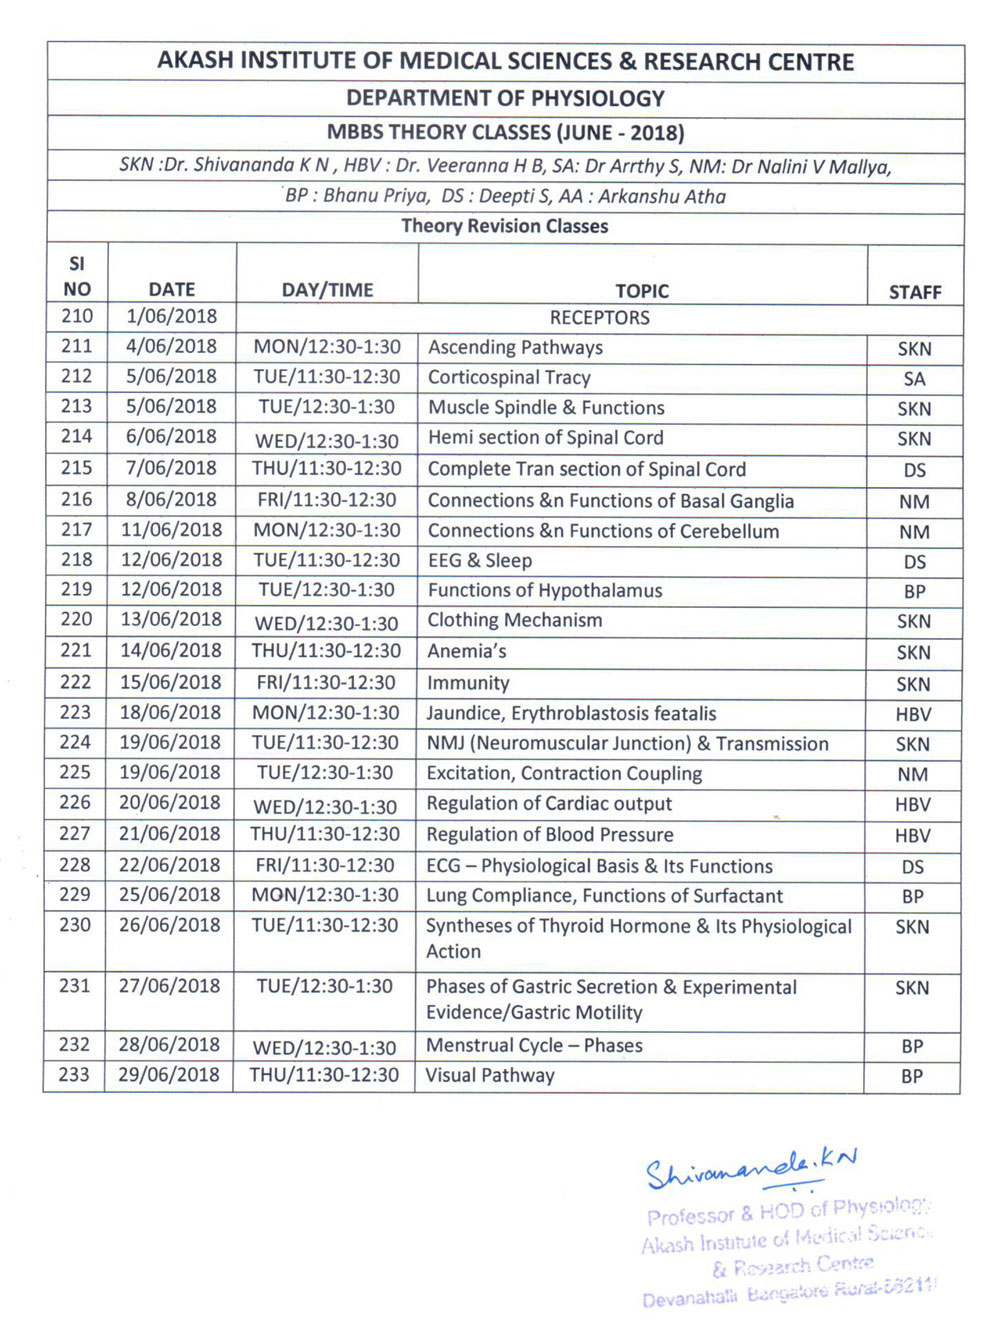 AKASH INSTITUTE OF MEDICAL SCIENCES & RESEARCH CENTRE
DEPARTMENT OF PHYSIOLOGY
MBBS THEORY CLASSES (JUNE - 2018)
SKN :Dr. Shivananda K N , HBV : Dr. Veeranna H B, SA: Dr Arrthy S, NM: Dr Nalini V Mallya,
BP : Bhanu Priya, DS : Deepti S, AA : Arkanshu Atha
Theory Revision Classes
SI NO DATE DAY/TIME TOPIC STAFF
210 1/06/2018 RECEPTORS
211 4/06/2018 MON/12:30-1:30 Ascending Pathways SKN
212 5/06/2018 TUE/11:30-12:30 Corticospinal Tracy SA
213 5/06/2018 TUE/12:30-1:30 Muscle Spindle & Functions SKN
214 6/06/2018 WED/12:30-1:30 Hemi section of Spinal Cord SKN
215 7/06/2018 THU/11:30-12:30 Complete Tran section of Spinal Cord DS
216 8/06/2018 FRI/11:30-12:30 Connections &n Functions of Basal Ganglia NM
217 11/06/2018 MON/12:30-1:30 Connections &n Functions of Cerebellum NM
218 12/06/2018 TUE/11:30-12:30 EEG & Sleep DS
219 12/06/2018 TUE/12:30-1:30 Functions of Hypothalamus BP
220 13/06/2018 WED/12:30-1:30 Clothing Mechanism SKN
221 14/06/2018 THU/11:30-12:30 Anemia's SKN
222 15/06/2018 FRI/11:30-12:30 Immunity SKN
223 18/06/2018 MON/12:30-1:30 Jaundice, Erythroblastosis featalis HBV
224 19/06/2018 TUE/11:30-12:30 NMJ (Neuromuscular Junction) & Transmission SKN
225 19/06/2018 TUE/12:30-1:30 Excitation, Contraction Coupling NM
226 20/06/2018 WED/12:30-1:30 Regulation of Cardiac output HBV
227 21/06/2018 THU/11:30-12:30 Regulation of Blood Pressure HBV
228 22/06/2018 FRI/11:30-12:30 ECG – Physiological Basis & Its Functions DS
229 25/06/2018 MON/12:30-1:30 Lung Compliance, Functions of Surfactant BP
230 26/06/2018 TUE/11:30-12:30 Syntheses of Thyroid Hormone & Its Physiological SKN
Action
231 27/06/2018 TUE/12:30-1:30 Phases of Gastric Secretion & Experimental SKN
Evidence/Gastric Motility
232 28/06/2018 WED/12:30-1:30 Menstrual Cycle – Phases BP
233 29/06/2018 THU/11:30-12:30 Visual Pathway BP
Shivananda.KN
Professor & HOD of Physiology
Akash Institute of Medical Science
& Research Centre
Devanahalli Bangalore Rural-